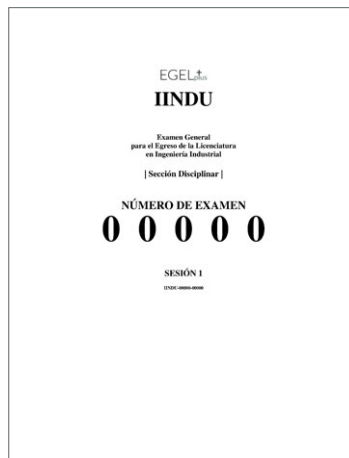 EGEL+plus
IINDU
Examen General
para el Egreso de la Licenciatura
en Ingeniería Industrial
| Sección Disciplinar |
NÚMERO DE EXAMEN
0 0 0 0 0
SESIÓN 1
IINDU-00000-00000